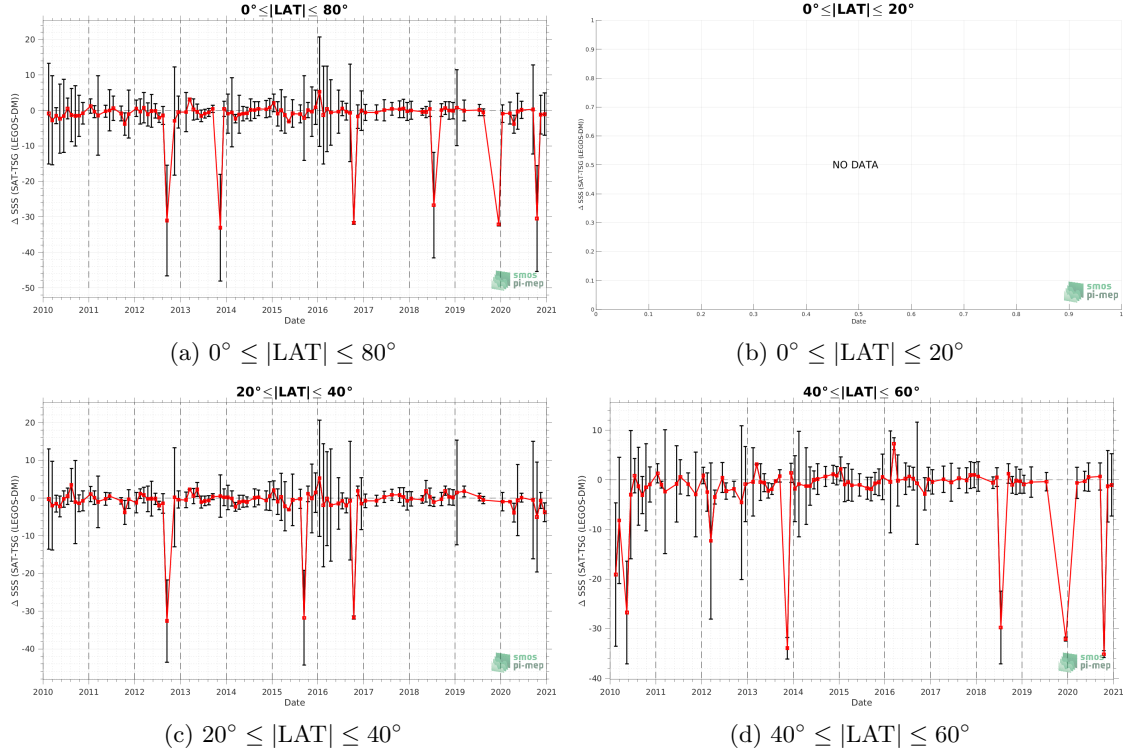 0°≤|LAT|≤ 80°
Δ SSS (SAT-TSG (LEGOS-DMI))
20
10
0
-10
-20
-30
-40
-50
2010 2011 2012 2013 2014 2015 2016 2017 2018 2019 2020 2021
Date
smos
pi-mep
(a) 0° ≤ |LAT| ≤ 80°
0°≤|LAT|≤ 20°
Δ SSS (SAT-TSG (LEGOS-DMI))
1
0.9
0.8
0.7
0.6
0.5
0.4
0.3
0.2
0.1
0
NO DATA
0 0.1 0.2 0.3 0.4 0.5 0.6 0.7 0.8 0.9 1
Date
smos
pi-mep
(b) 0° ≤ |LAT| ≤ 20°
20°≤|LAT|≤ 40°
Δ SSS (SAT-TSG (LEGOS-DMI))
20
10
0
-10
-20
-30
-40
2010 2011 2012 2013 2014 2015 2016 2017 2018 2019 2020 2021
Date
smos
pi-mep
(c) 20° ≤ |LAT| ≤ 40°
40°≤|LAT|≤ 60°
Δ SSS (SAT-TSG (LEGOS-DMI))
10
0
-10
-20
-30
-40
2010 2011 2012 2013 2014 2015 2016 2017 2018 2019 2020 2021
Date
smos
pi-mep
(d) 40° ≤ |LAT| ≤ 60°